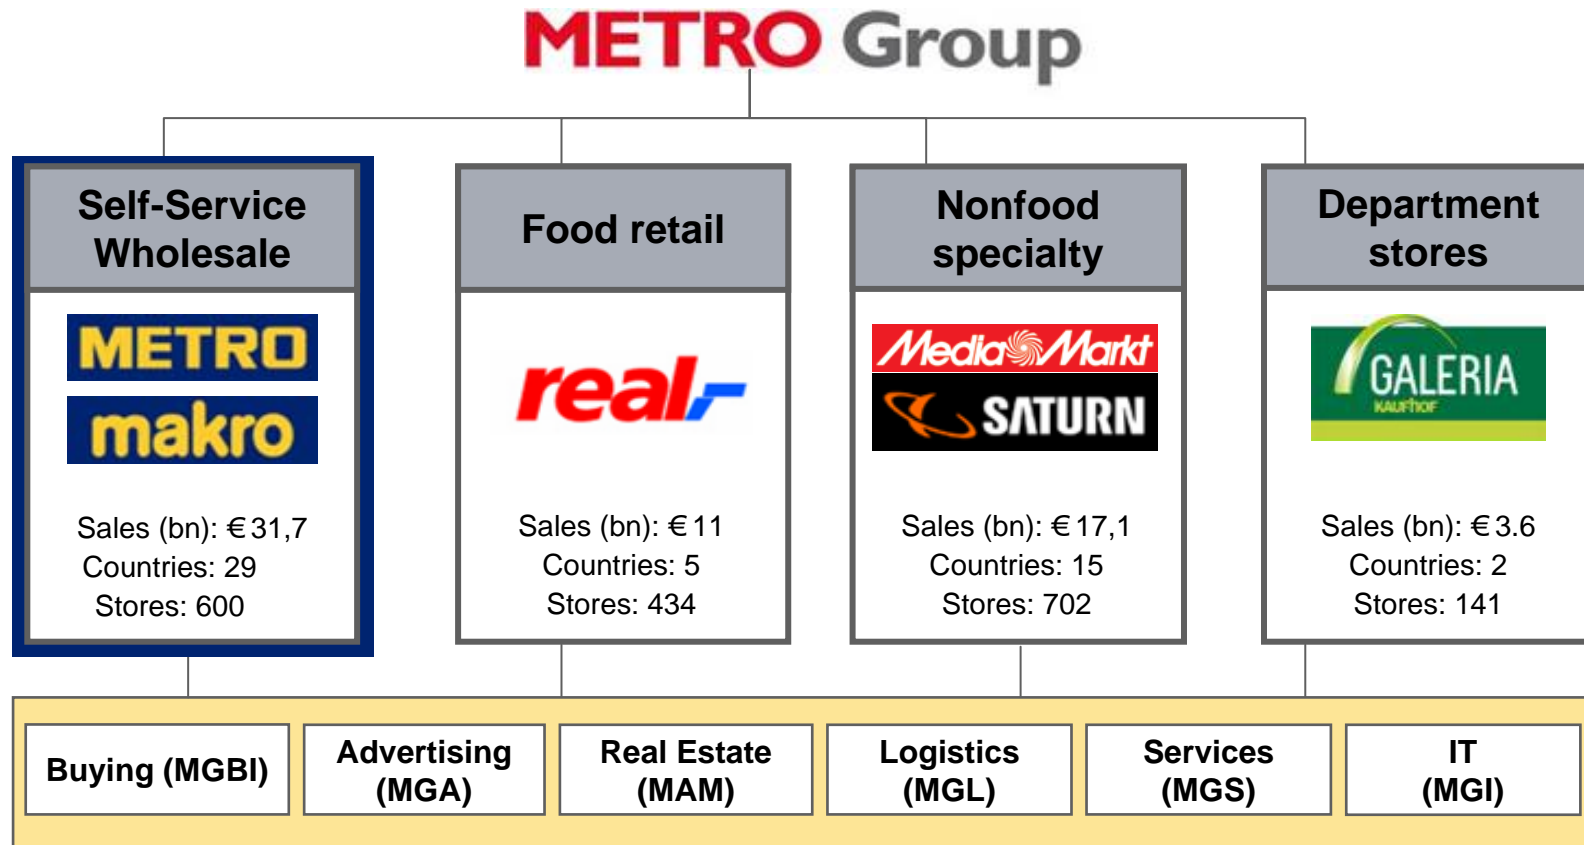 METRO Group
Self-Service
Wholesale
METRO
makro
Sales (bn): €31,7
Countries: 29
Stores: 600
Food retail
real,-
Sales (bn): €11
Countries: 5
Stores: 434
Nonfood
specialty
Media Markt
SATURN
Sales (bn): €17,1
Countries: 15
Stores: 702
Department
stores
GALERIA
KAUFHOF
Sales (bn): €3.6
Countries: 2
Stores: 141
Buying (MGBI)
Advertising
(MGA)
Real Estate
(MAM)
Logistics
(MGL)
Services
(MGS)
IT
(MGI)